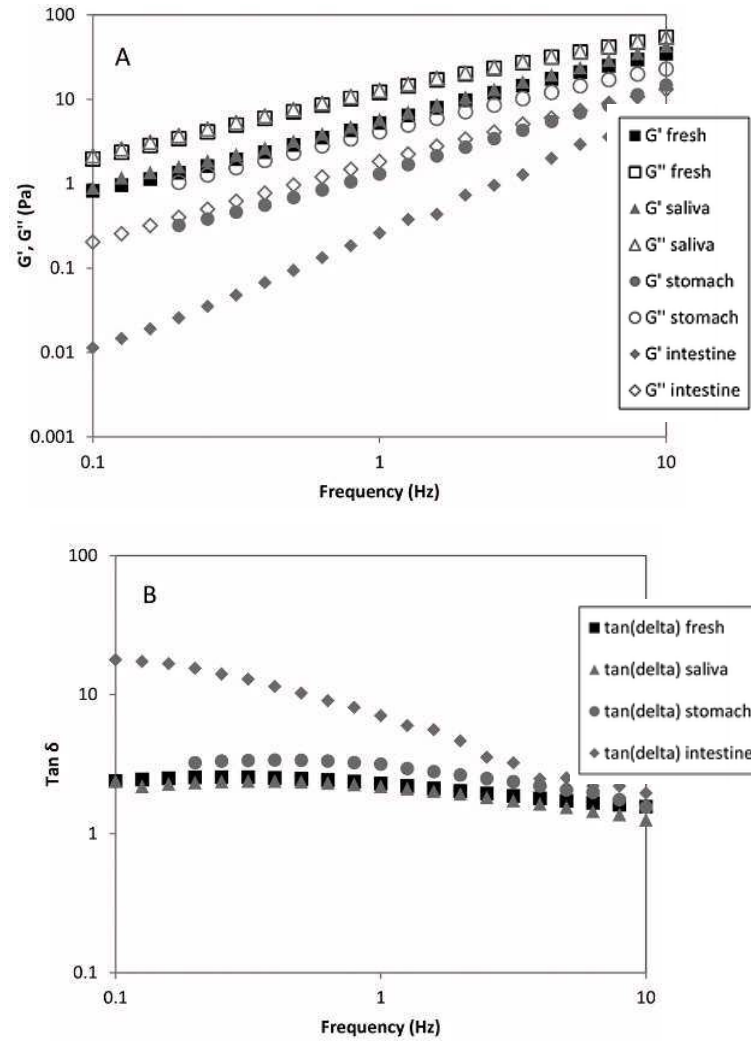 A
100
10
1
0.1
0.01
0.001
G', G'' (Pa)
0.1
1
10
Frequency (Hz)
G' fresh
G'' fresh
G' saliva
G'' saliva
G' stomach
G'' stomach
G' intestine
G'' intestine
B
100
10
1
0.1
Tan δ
0.1
1
10
Frequency (Hz)
tan(delta) fresh
tan(delta) saliva
tan(delta) stomach
tan(delta) intestine